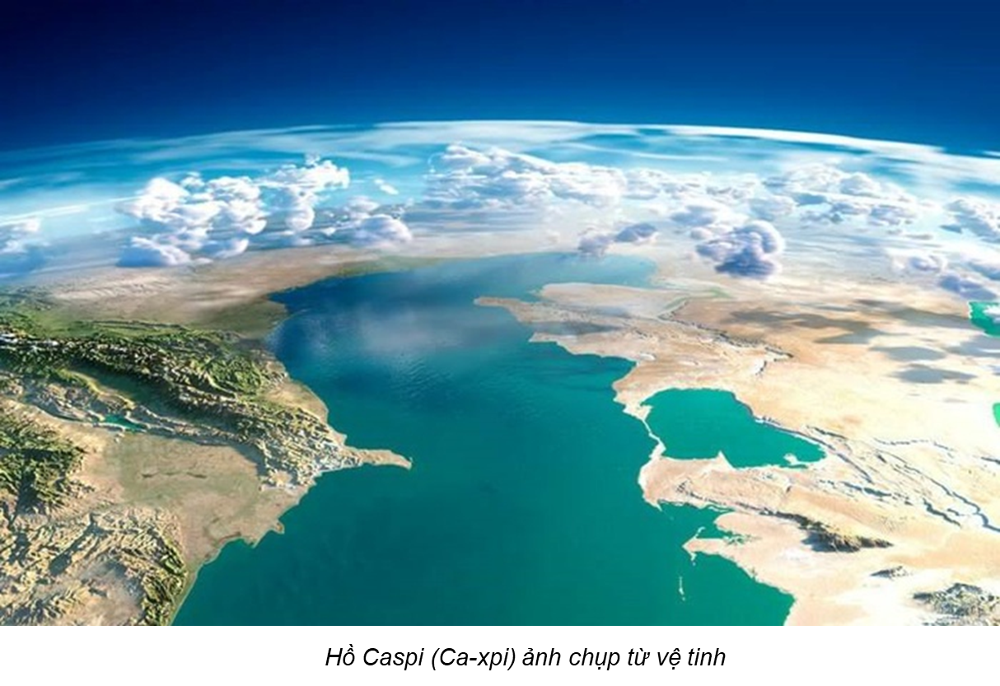 Hồ Caspi (Ca-xpi) ảnh chụp từ vệ tinh